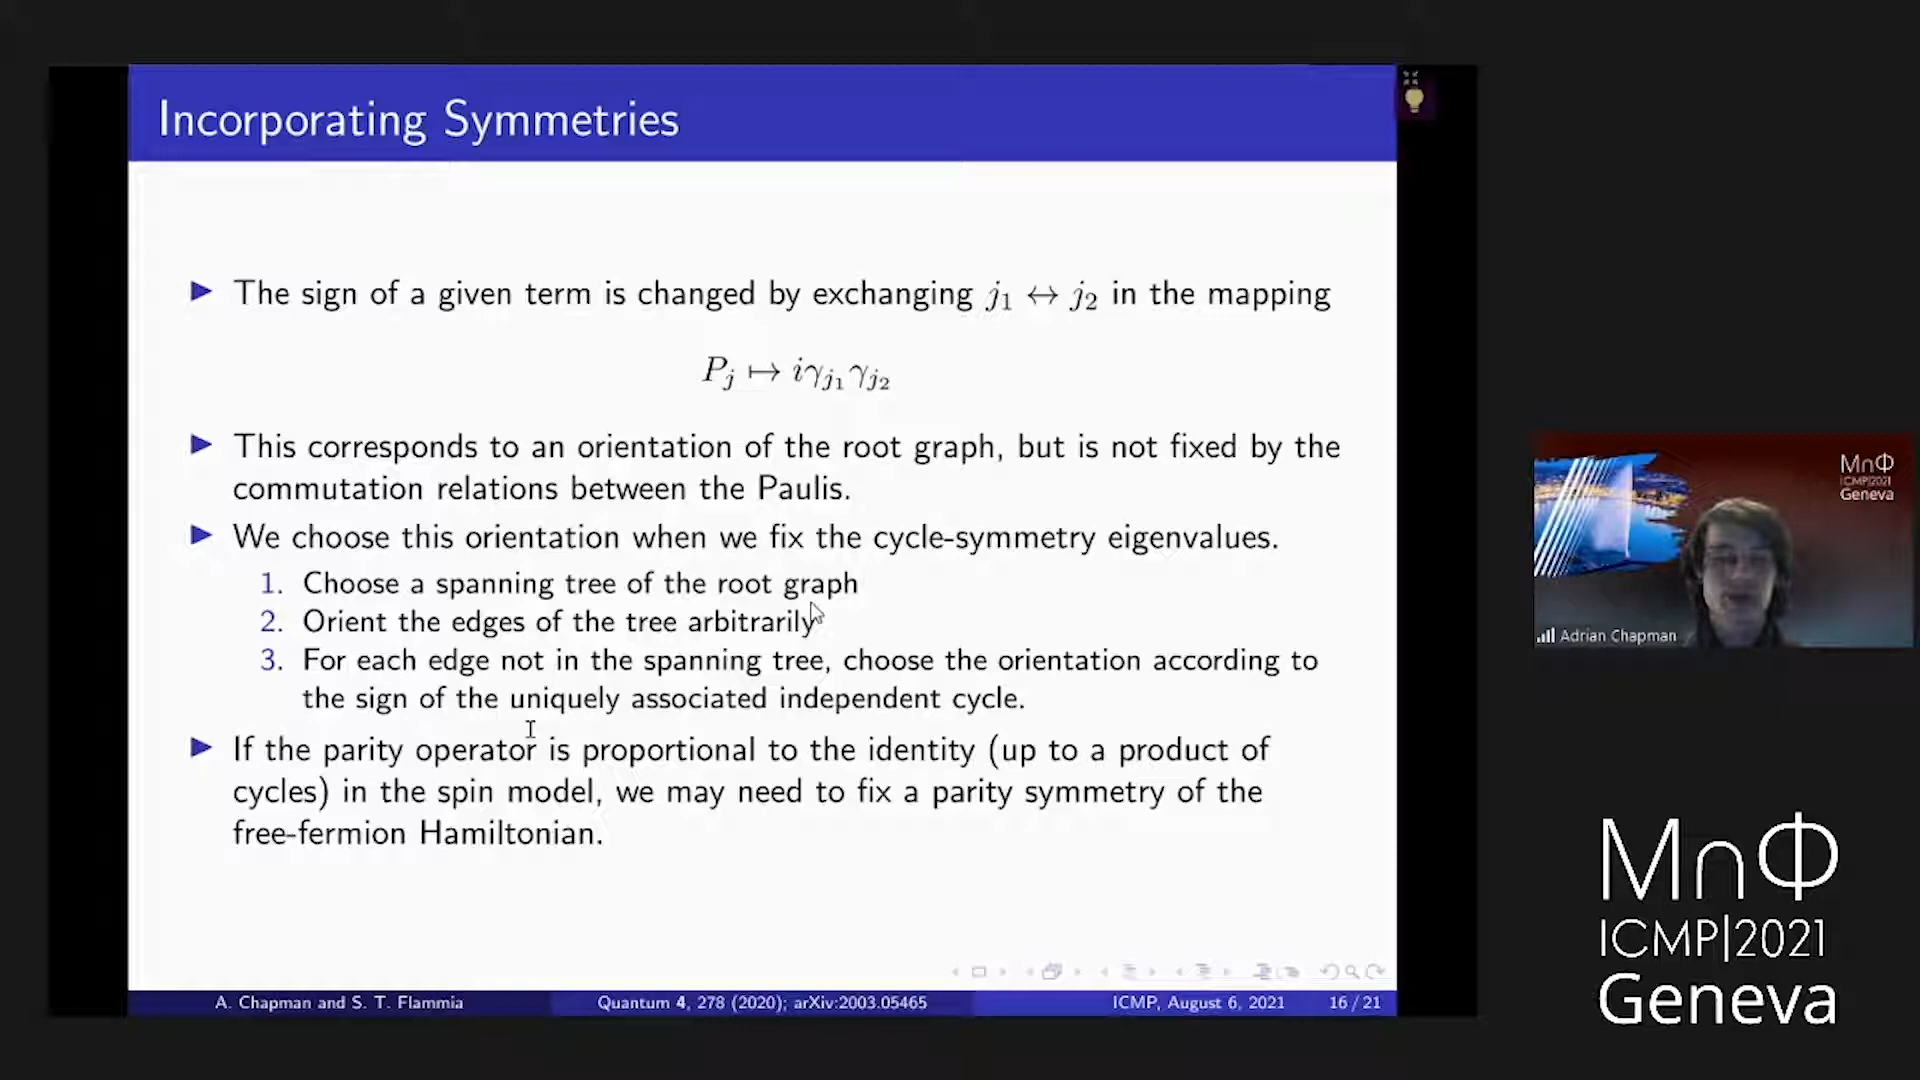 Incorporating Symmetries
▶ The sign of a given term is changed by exchanging j₁ ↔ j₂ in the mapping
Pⱼ ↦ iγⱼ₁γⱼ₂
▶ This corresponds to an orientation of the root graph, but is not fixed by the
commutation relations between the Paulis.
▶ We choose this orientation when we fix the cycle-symmetry eigenvalues.
1. Choose a spanning tree of the root graph
2. Orient the edges of the tree arbitrarily
3. For each edge not in the spanning tree, choose the orientation according to
the sign of the uniquely associated independent cycle.
▶ If the parity operator is proportional to the identity (up to a product of
cycles) in the spin model, we may need to fix a parity symmetry of the
free-fermion Hamiltonian.
A. Chapman and S. T. Flammia
Quantum 4, 278 (2020); arXiv:2003.05465
ICMP, August 6, 2021
16 / 21
M∩Φ
ICMP|2021
Geneva
Adrian Chapman
M∩Φ
ICMP|2021
Geneva